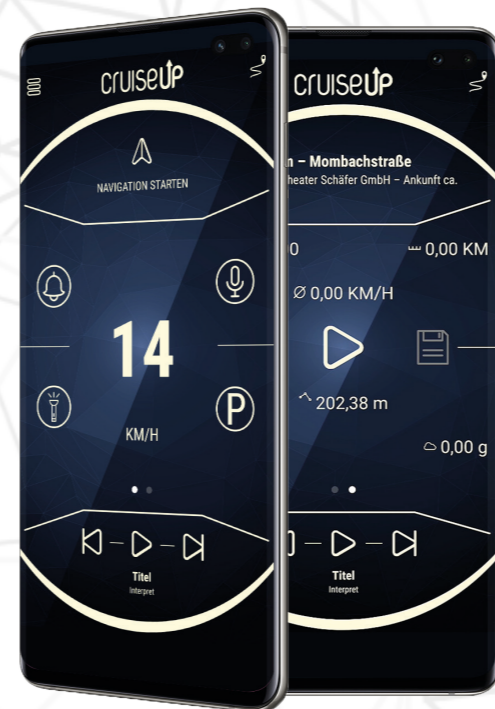 cruiseUP
NAVIGATION STARTEN
14
KM/H
P
Titel
Interpret
cruiseUP
n – Mombachstraße
heater Schäfer GmbH – Ankunft ca.
0
0,00 KM
Ø 0,00 KM/H
202,38 m
0,00 g
Titel
Interpret